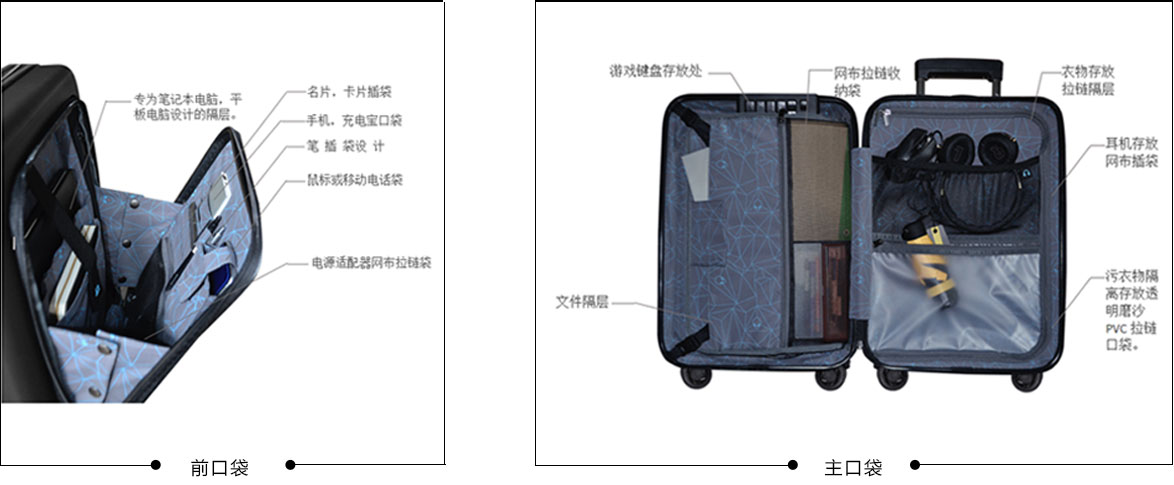 专为笔记本电脑，平
板电脑设计的隔层。
名片，卡片插袋
手机，充电宝口袋
笔 插 袋设 计
鼠标或移动电话袋
电源适配器网布拉链袋
前口袋
游戏键盘存放处
网布拉链收
纳袋
衣物存放
拉链隔层
耳机存放
网布插袋
文件隔层
污衣物隔
离存放透
明磨沙
PVC 拉链
口袋。
主口袋